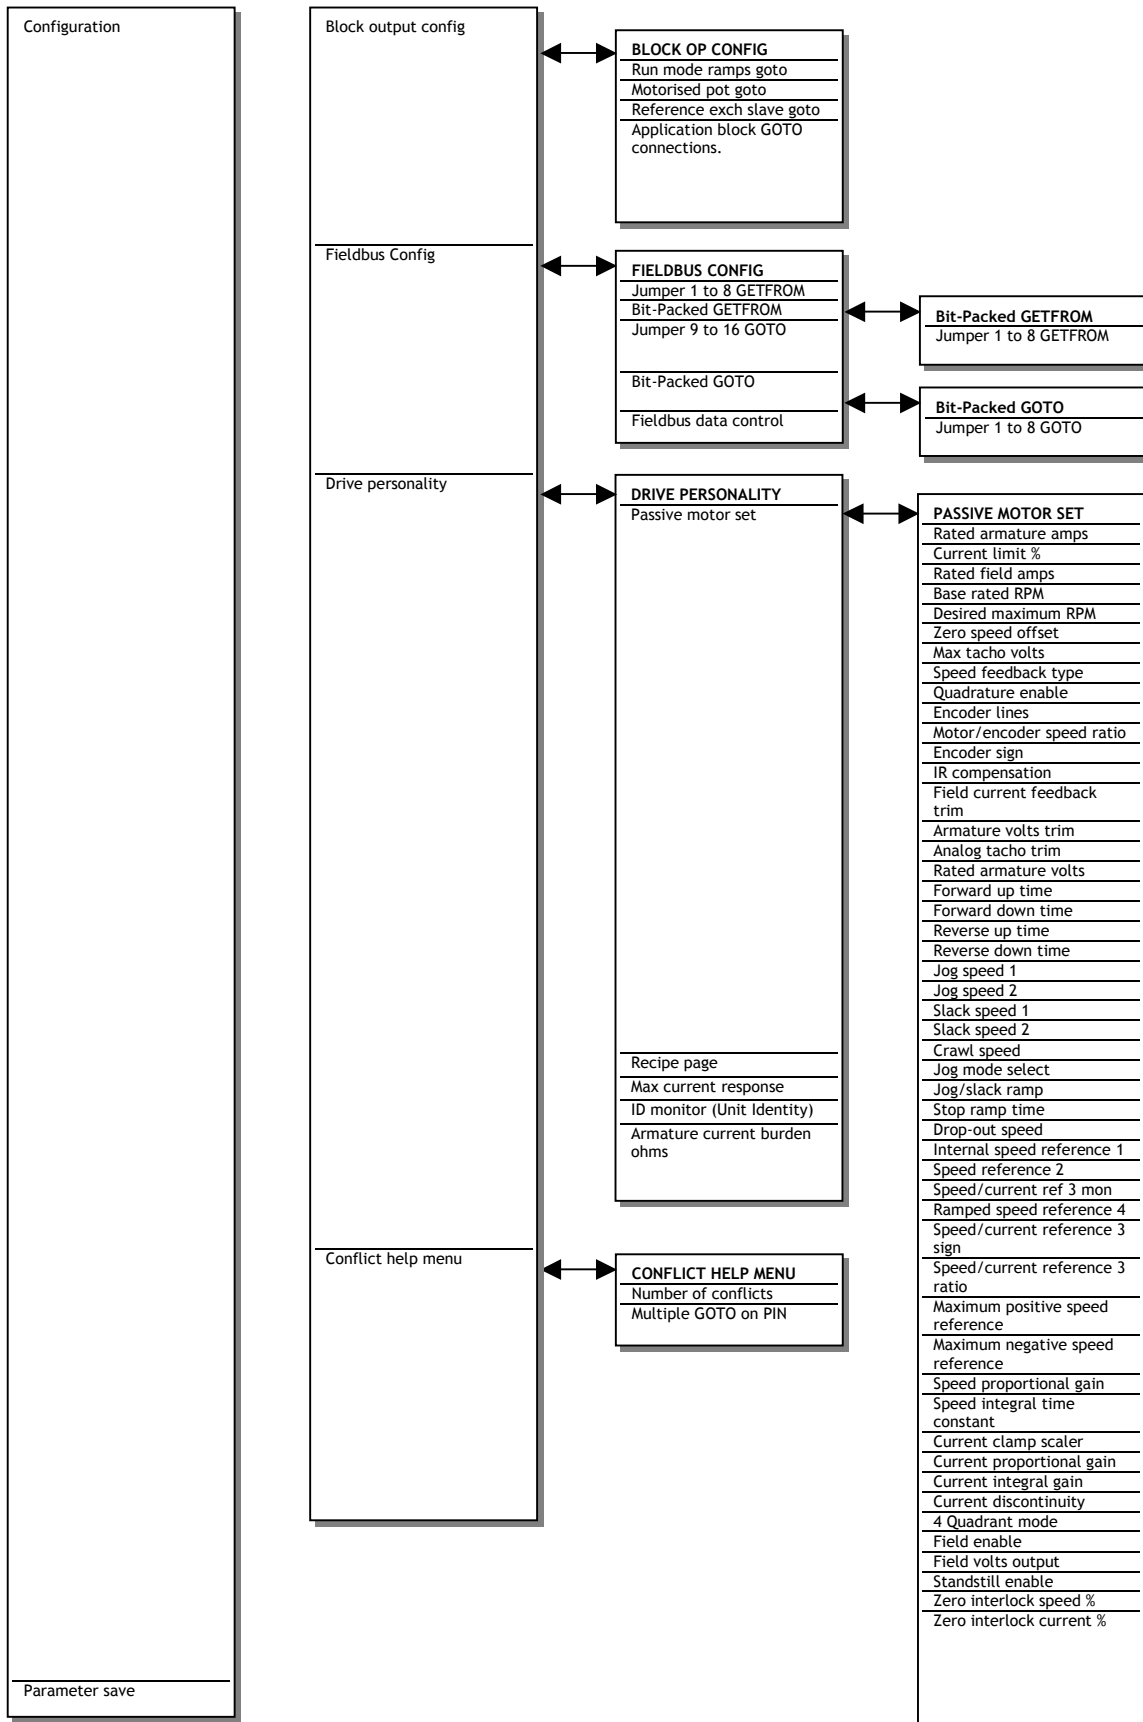 Configuration
Parameter save
Block output config
Fieldbus Config
Drive personality
Conflict help menu
BLOCK OP CONFIG
Run mode ramps goto
Motorised pot goto
Reference exch slave goto
Application block GOTO
connections.
FIELDBUS CONFIG
Jumper 1 to 8 GETFROM
Bit-Packed GETFROM
Jumper 9 to 16 GOTO
Bit-Packed GOTO
Fieldbus data control
Bit-Packed GETFROM
Jumper 1 to 8 GETFROM
Bit-Packed GOTO
Jumper 1 to 8 GOTO
DRIVE PERSONALITY
Passive motor set
Recipe page
Max current response
ID monitor (Unit Identity)
Armature current burden
ohms
CONFLICT HELP MENU
Number of conflicts
Multiple GOTO on PIN
PASSIVE MOTOR SET
Rated armature amps
Current limit %
Rated field amps
Base rated RPM
Desired maximum RPM
Zero speed offset
Max tacho volts
Speed feedback type
Quadrature enable
Encoder lines
Motor/encoder speed ratio
Encoder sign
IR compensation
Field current feedback
trim
Armature volts trim
Analog tacho trim
Rated armature volts
Forward up time
Forward down time
Reverse up time
Reverse down time
Jog speed 1
Jog speed 2
Slack speed 1
Slack speed 2
Crawl speed
Jog mode select
Jog/slack ramp
Stop ramp time
Drop-out speed
Internal speed reference 1
Speed reference 2
Speed/current ref 3 mon
Ramped speed reference 4
Speed/current reference 3
sign
Speed/current reference 3
ratio
Maximum positive speed
reference
Maximum negative speed
reference
Speed proportional gain
Speed integral time
constant
Current clamp scaler
Current proportional gain
Current integral gain
Current discontinuity
4 Quadrant mode
Field enable
Field volts output
Standstill enable
Zero interlock speed %
Zero interlock current %